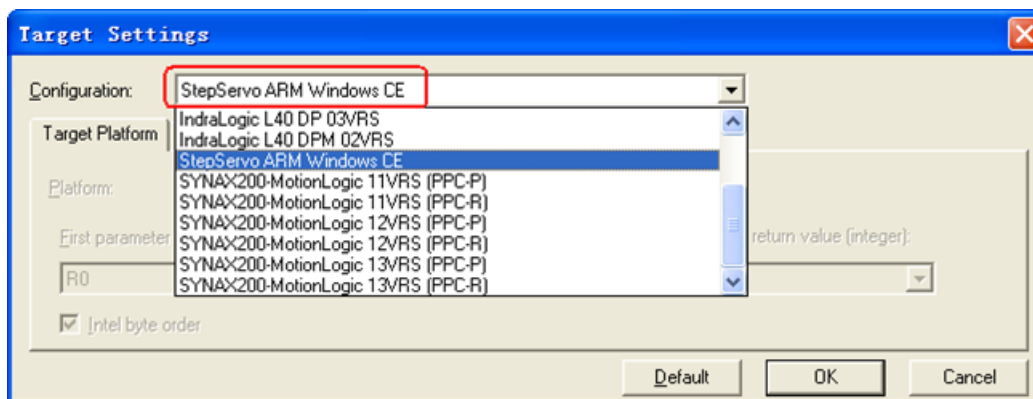 Target Settings
Configuration: StepServo ARM Windows CE
IndraLogic L40 DP 03VRS
Target Platform IndraLogic L40 DPM 02VRS
StepServo ARM Windows CE
Platform: SYNAX200-MotionLogic 11VRS (PPC-P)
SYNAX200-MotionLogic 11VRS (PPC-R)
SYNAX200-MotionLogic 12VRS (PPC-P)
First parameter SYNAX200-MotionLogic 12VRS (PPC-R) return value (integer):
SYNAX200-MotionLogic 13VRS (PPC-P)
R0 SYNAX200-MotionLogic 13VRS (PPC-R)
Intel byte order
Default OK Cancel